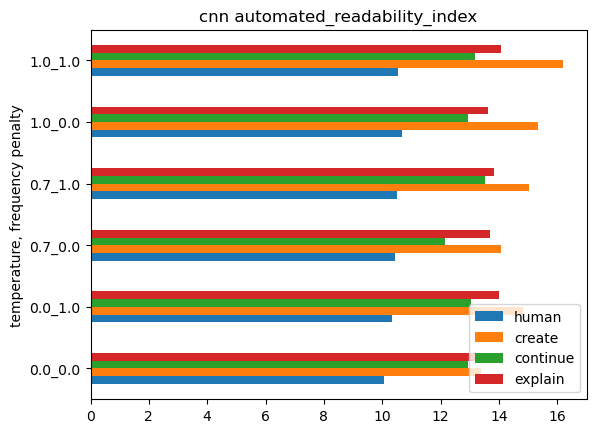 cnn automated_readability_index
temperature, frequency penalty
1.0_1.0
1.0_0.0
0.7_1.0
0.7_0.0
0.0_1.0
0.0_0.0
human
create
continue
explain
0 2 4 6 8 10 12 14 16